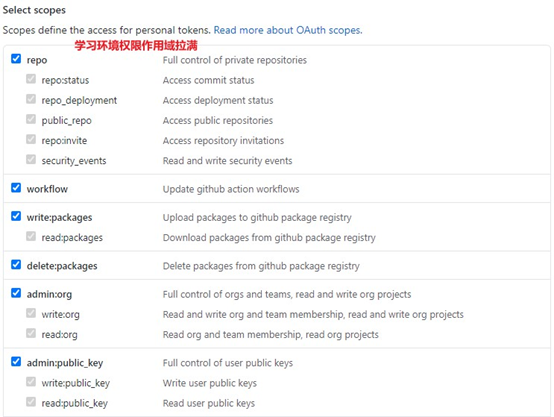 Select scopes
Scopes define the access for personal tokens. Read more about OAuth scopes.
学习环境权限作用域拉满
repo Full control of private repositories
repo:status Access commit status
repo_deployment Access deployment status
public_repo Access public repositories
repo:invite Access repository invitations
security_events Read and write security events
workflow Update github action workflows
write:packages Upload packages to github package registry
read:packages Download packages from github package registry
delete:packages Delete packages from github package registry
admin:org Full control of orgs and teams, read and write org projects
write:org Read and write org and team membership, read and write org projects
read:org Read org and team membership, read org projects
admin:public_key Full control of user public keys
write:public_key Write user public keys
read:public_key Read user public keys